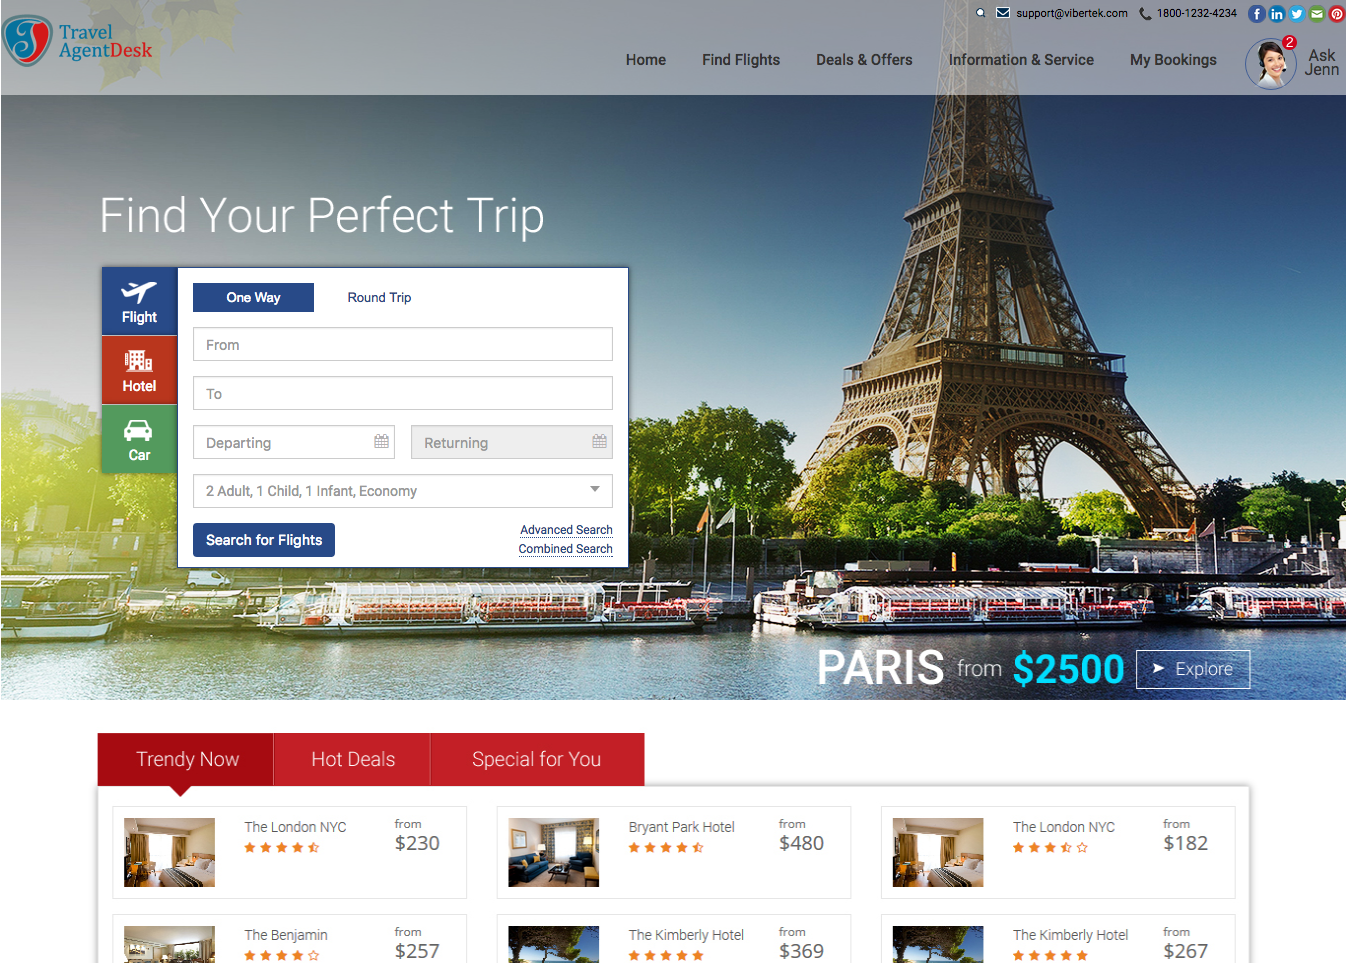 Travel
AgentDesk
support@vibertek.com 1800-1232-4234
Home Find Flights Deals & Offers Information & Service My Bookings
2
Ask
Jenn
Find Your Perfect Trip
Flight
Hotel
Car
One Way Round Trip
From
To
Departing Returning
2 Adult, 1 Child, 1 Infant, Economy
Search for Flights
Advanced Search
Combined Search
PARIS from $2500 Explore
Trendy Now Hot Deals Special for You
The London NYC from $230
Bryant Park Hotel from $480
The London NYC from $182
The Benjamin from $257
The Kimberly Hotel from $369
The Kimberly Hotel from $267